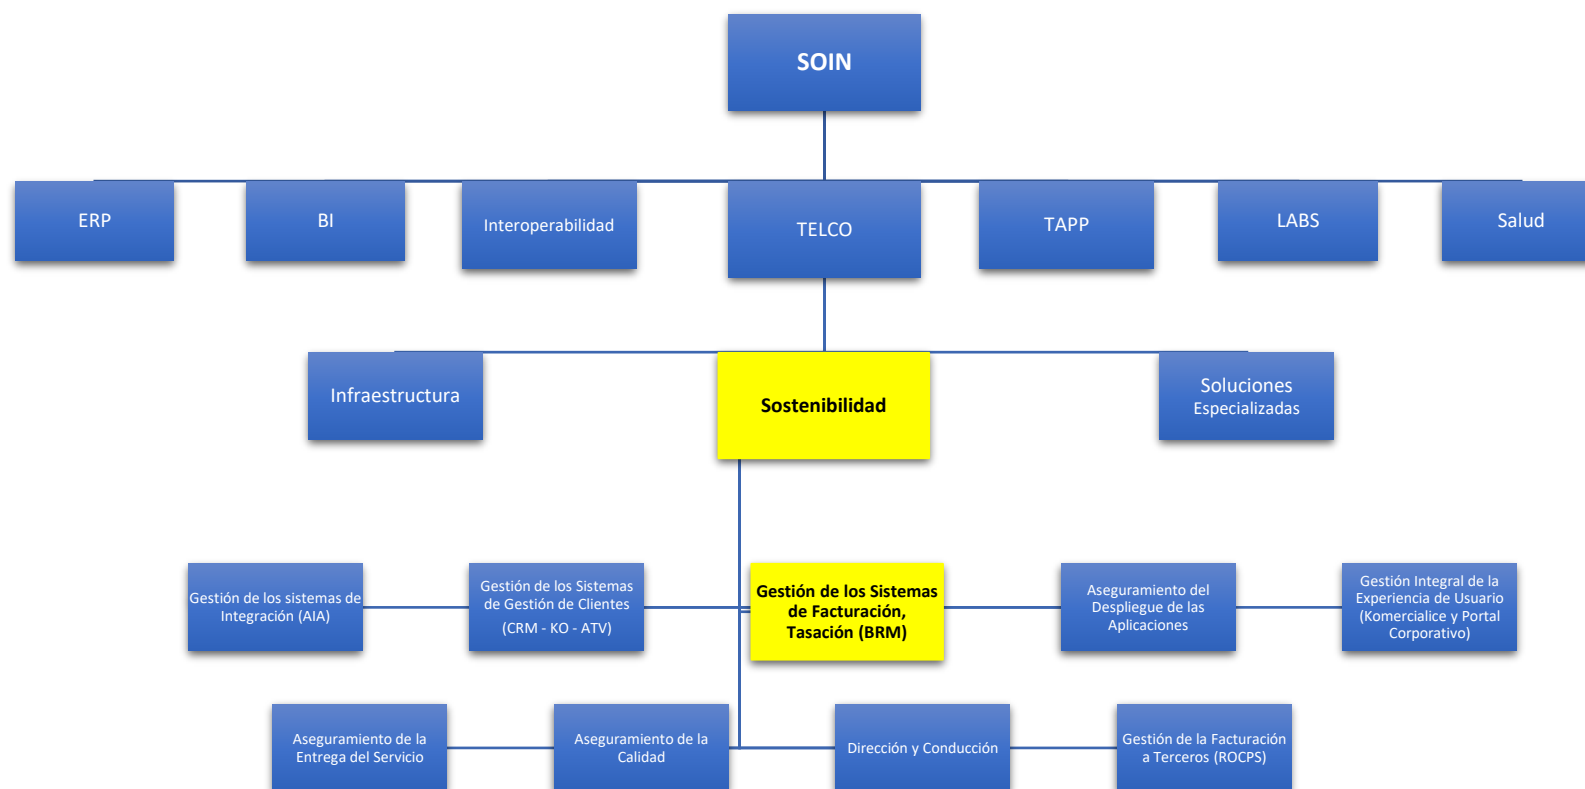 SOIN
ERP
BI
Interoperabilidad
TELCO
TAPP
LABS
Salud
Infraestructura
Sostenibilidad
Soluciones
Especializadas
Gestión de los sistemas de
Integración (AIA)
Gestión de los Sistemas
de Gestión de Clientes
(CRM - KO - ATV)
Gestión de los Sistemas
de Facturación,
Tasación (BRM)
Aseguramiento del
Despliegue de las
Aplicaciones
Gestión Integral de la
Experiencia de Usuario
(Komercialice y Portal
Corporativo)
Aseguramiento de la
Entrega del Servicio
Aseguramiento de la
Calidad
Dirección y Conducción
Gestión de la Facturación
a Terceros (ROCPS)